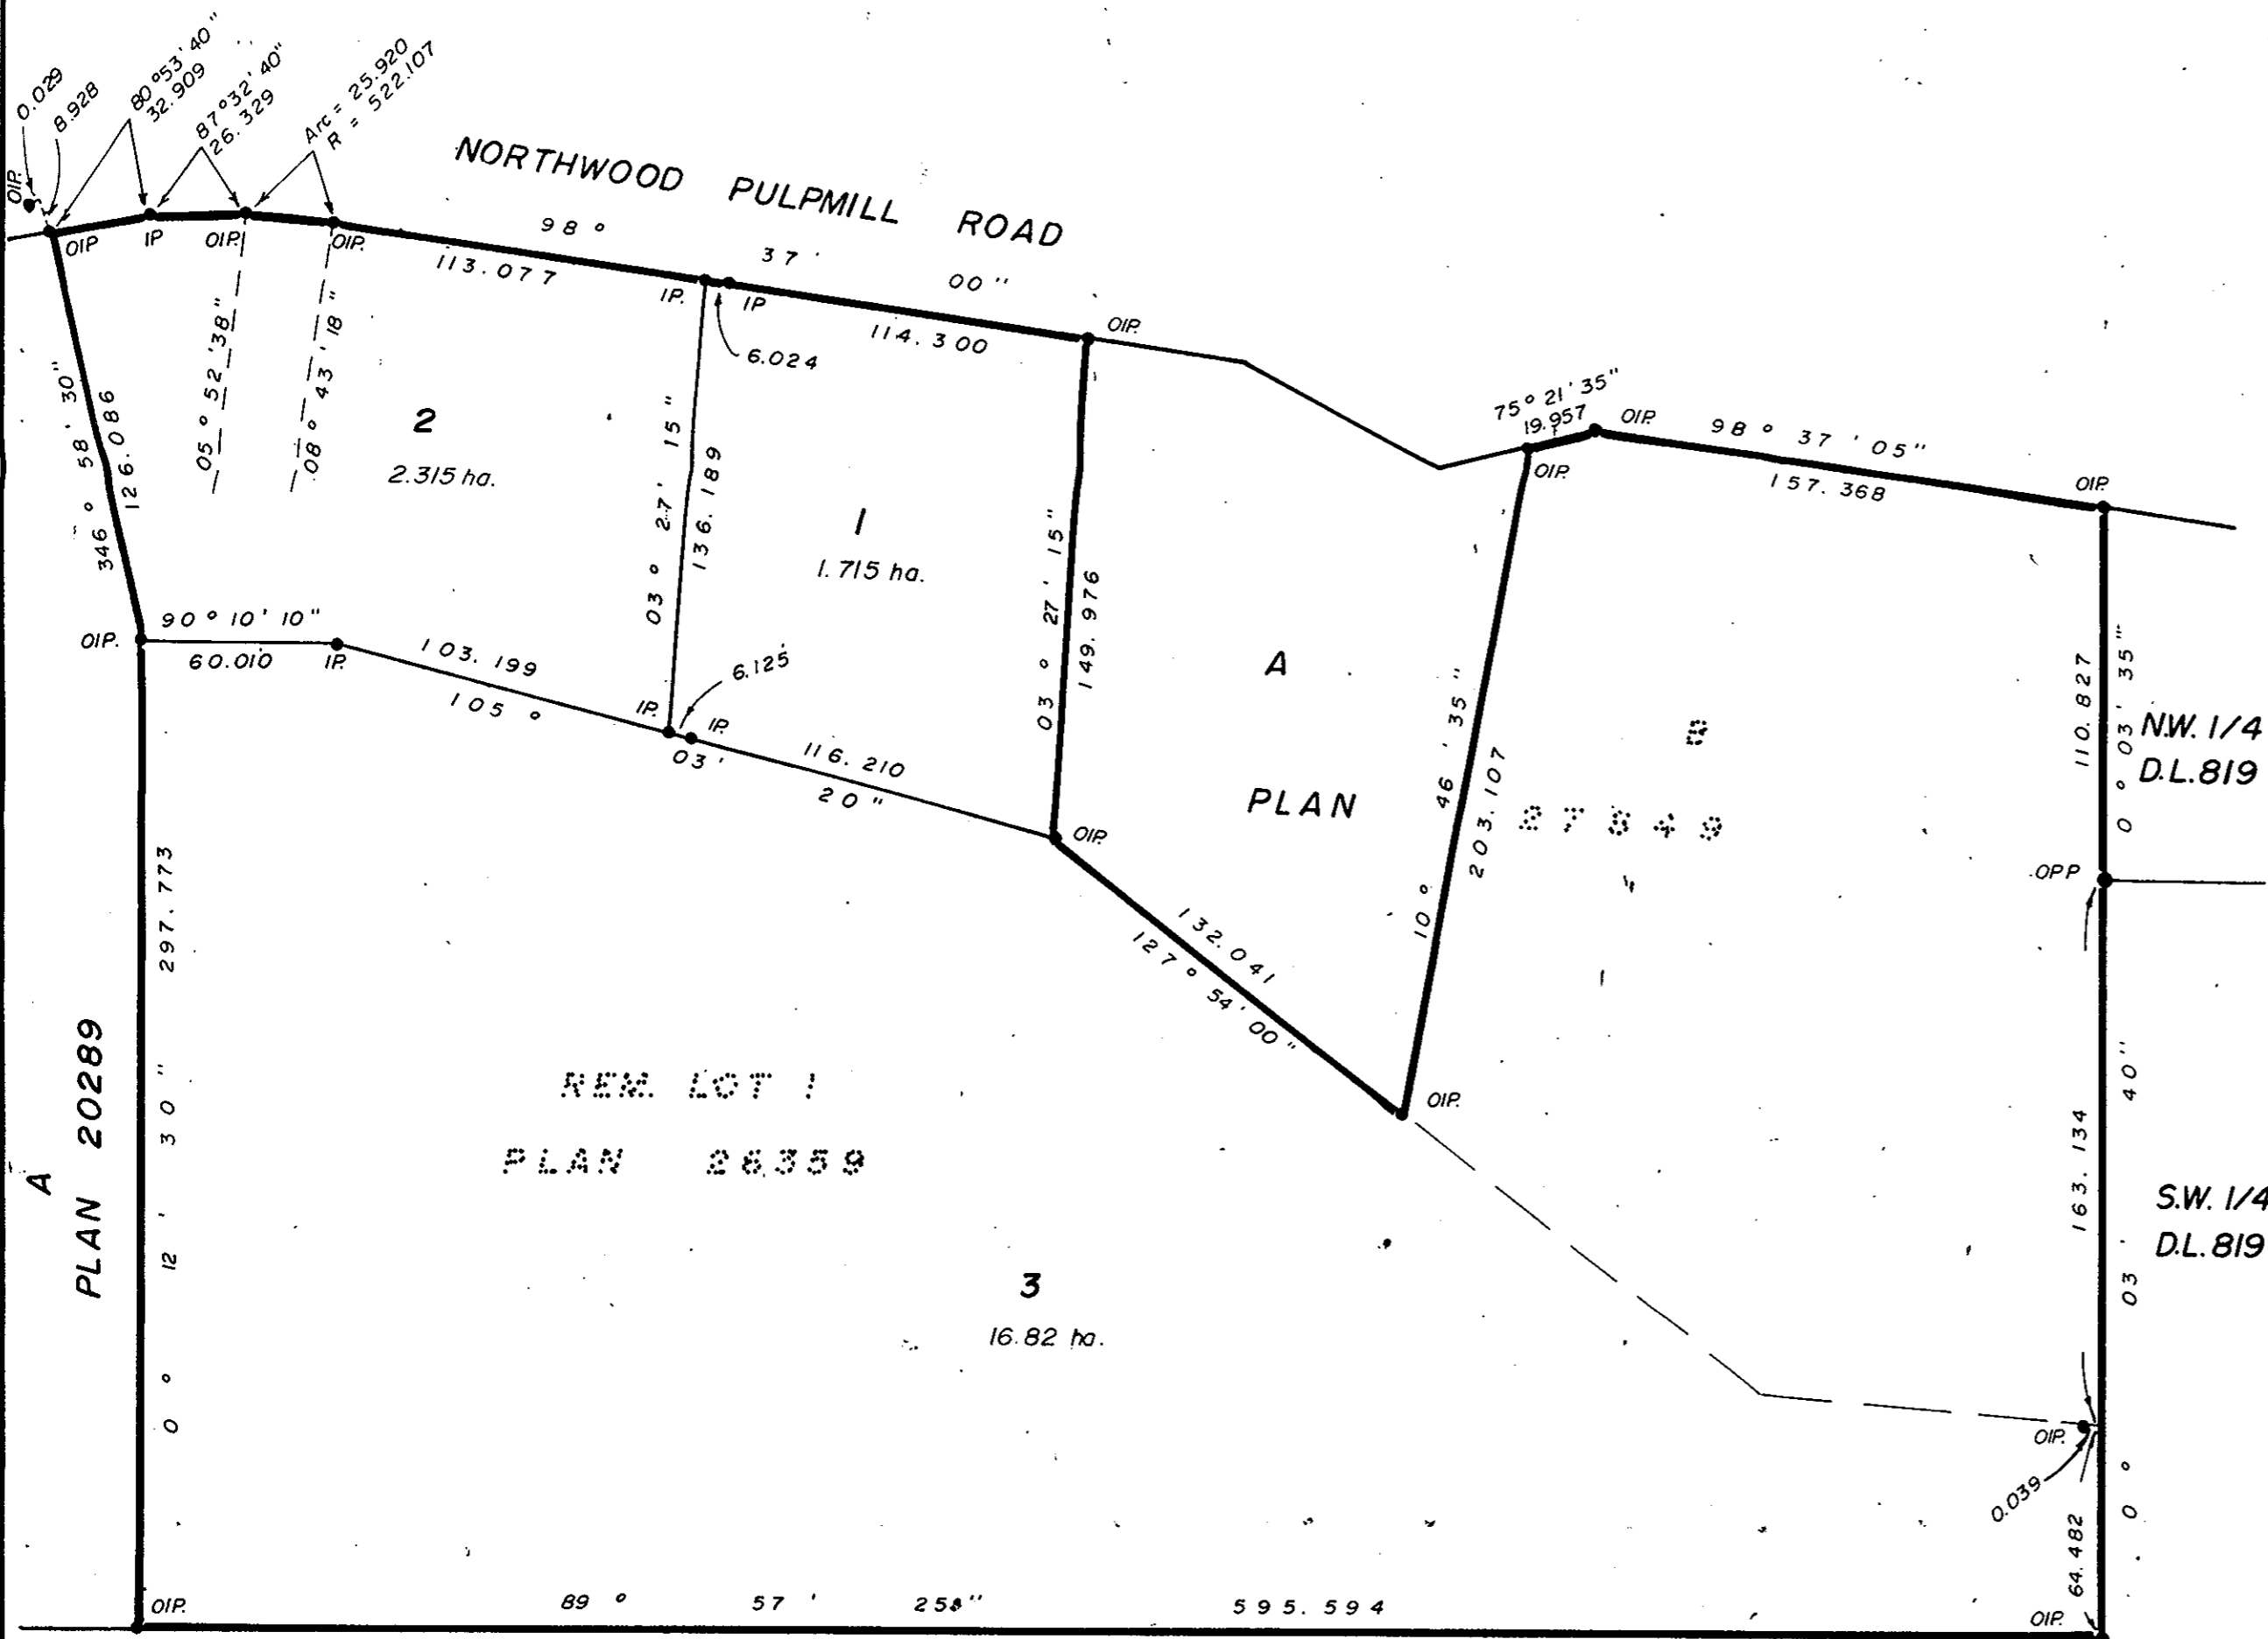 0.029
8.928
80°53'40"
32.909
87°32'40"
26.329
Arc = 25.920
R = 522.107
NORTHWOOD PULPMILL ROAD
98° 37' 00"
OIP.
OIP
IP
OIP.
OIP.
113.077
IP.
IP
6.024
114.300
OIP.
75°21'35"
19.957
OIP.
OIP.
98°37'05"
157.368
OIP.
346°58'30"
126.086
05°52'38"
08°43'18"
2
2.315 ha.
03°27'15"
136.189
1
1.715 ha.
03°27'15"
149.976
A
PLAN
B
10°46'35"
203.107
110.827
0°03'35"
N.W. 1/4
D.L. 819
OIP.
90°10'10"
60.010
IP.
103.199
105° 03' 20"
IP.
IP.
6.125
116.210
OIP.
132.041
127°54'00"
OIP.
OPP
297.773
0° 12' 30"
A
PLAN 20289
REM. LOT 1
PLAN 26359
3
16.82 ha.
163.134
0° 03' 40"
S.W. 1/4
D.L. 819
OIP.
0.039
64.482
OIP.
89° 57'
595.594
OIP.